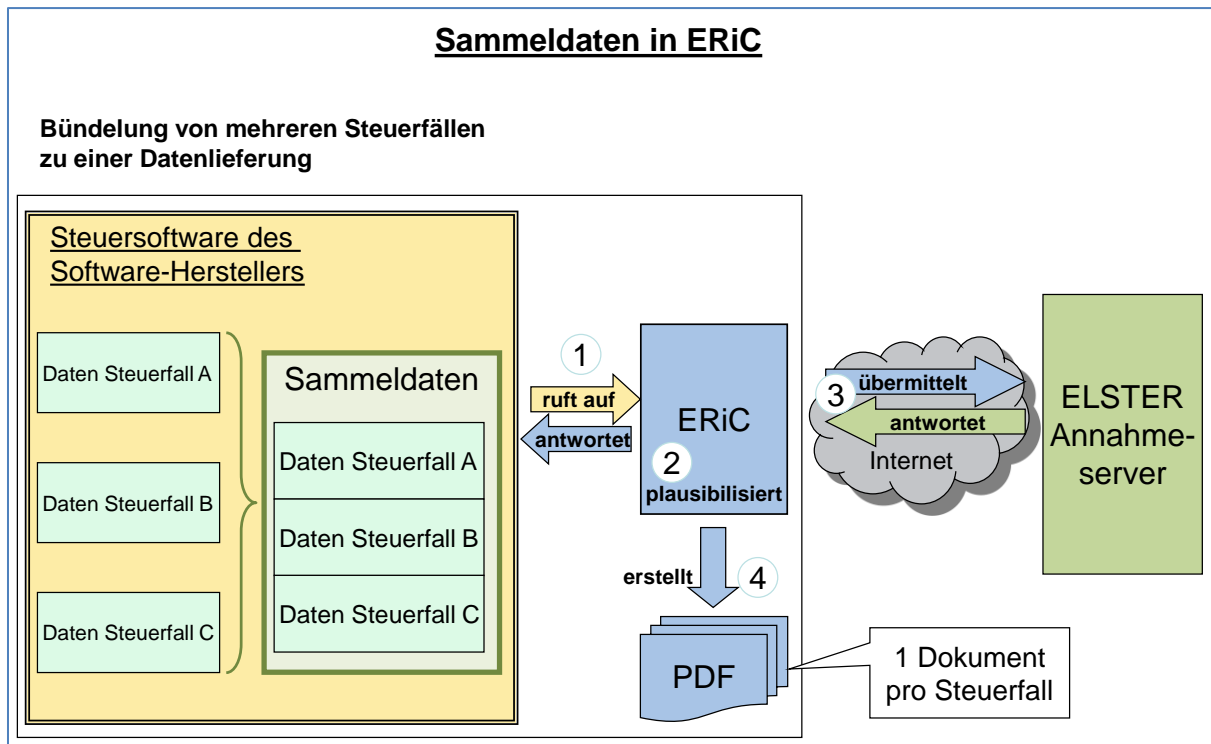 Sammeldaten in ERiC
Bündelung von mehreren Steuerfällen
zu einer Datenlieferung
Steuersoftware des
Software-Herstellers
Daten Steuerfall A
Daten Steuerfall B
Daten Steuerfall C
Sammeldaten
Daten Steuerfall A
Daten Steuerfall B
Daten Steuerfall C
1
ruft auf
antwortet
ERiC
2
plausibilisiert
3
übermittelt
antwortet
Internet
ELSTER
Annahme-
server
erstellt
4
PDF
1 Dokument
pro Steuerfall